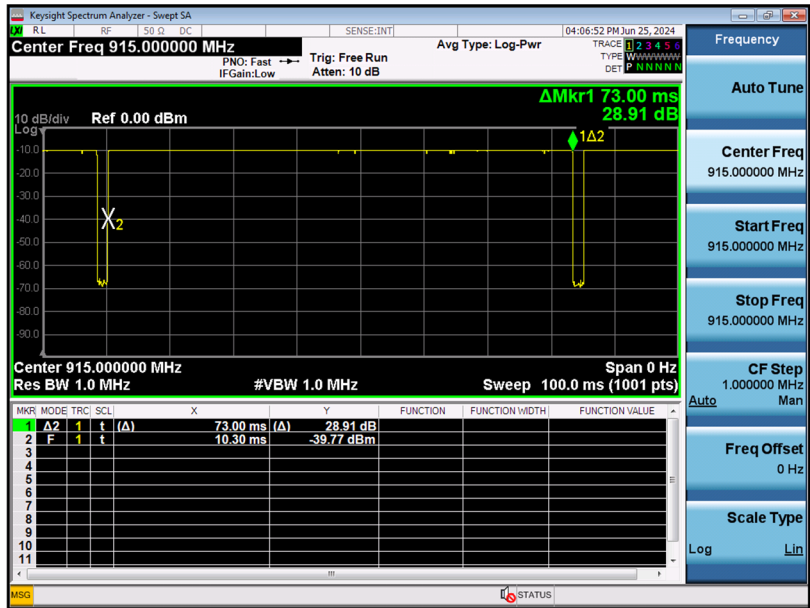 Keysight Spectrum Analyzer - Swept SA
LXI RL RF 50 Ω DC SENSE:INT 04:06:52 PM Jun 25, 2024
Center Freq 915.000000 MHz
Avg Type: Log-Pwr
TRACE 1 2 3 4 5 6
TYPE W
DET P N N N N N
PNO: Fast
IFGain:Low
Trig: Free Run
Atten: 10 dB
ΔMkr1 73.00 ms
28.91 dB
10 dB/div Ref 0.00 dBm
Log
1Δ2
-10.0
-20.0
-30.0
-40.0
X2
-50.0
-60.0
-70.0
-80.0
-90.0
Center 915.000000 MHz Span 0 Hz
Res BW 1.0 MHz #VBW 1.0 MHz Sweep 100.0 ms (1001 pts)
MKR MODE TRC SCL X Y FUNCTION FUNCTION WIDTH FUNCTION VALUE
1 Δ2 1 t (Δ) 73.00 ms (Δ) 28.91 dB
2 F 1 t 10.30 ms -39.77 dBm
3
4
5
6
7
8
9
10
11
MSG STATUS
Frequency
Auto Tune
Center Freq
915.000000 MHz
Start Freq
915.000000 MHz
Stop Freq
915.000000 MHz
CF Step
1.000000 MHz
Auto Man
Freq Offset
0 Hz
Scale Type
Log Lin